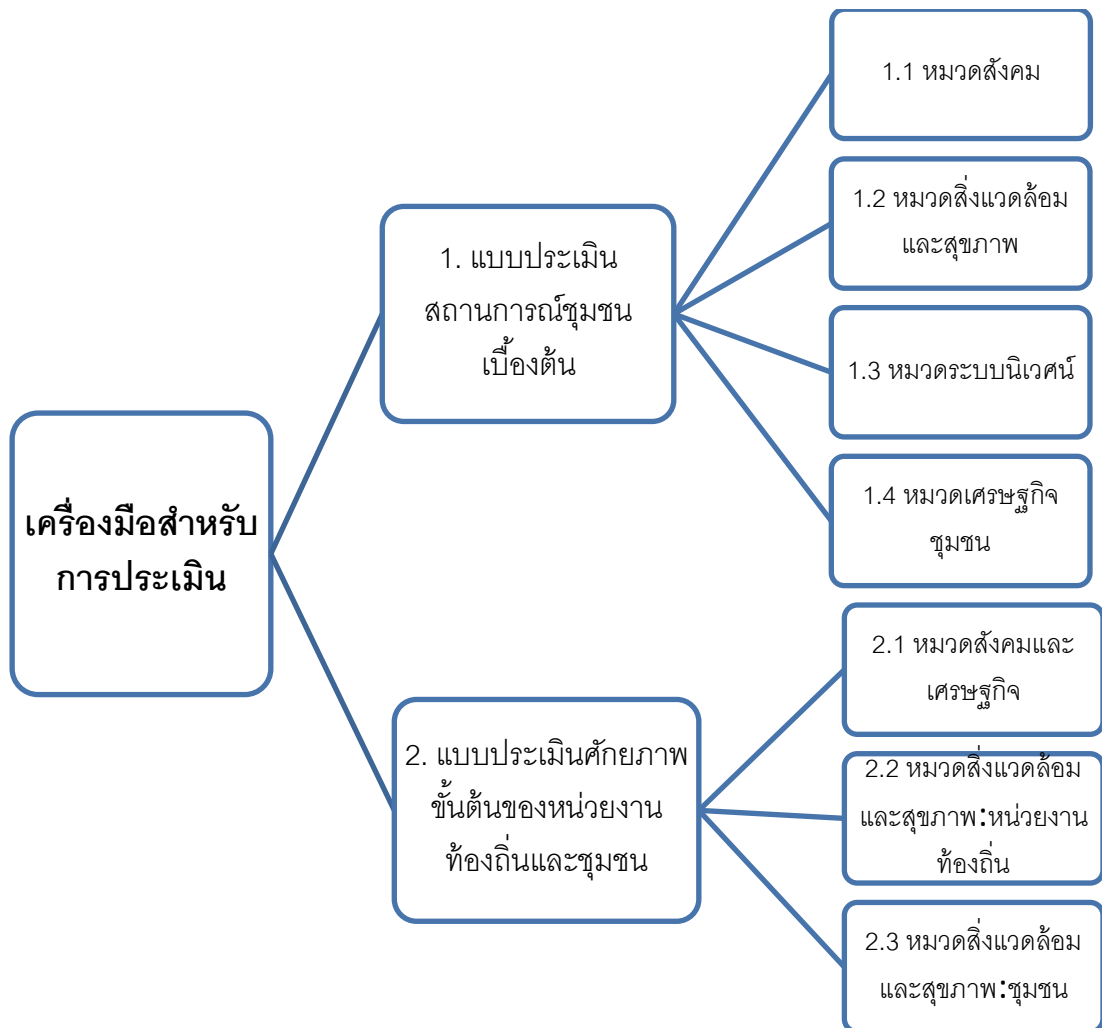 เครื่องมือสำหรับ
การประเมิน
1. แบบประเมิน
สถานการณ์ชุมชน
เบื้องต้น
1.1 หมวดสังคม
1.2 หมวดสิ่งแวดล้อม
และสุขภาพ
1.3 หมวดระบบนิเวศน์
1.4 หมวดเศรษฐกิจ
ชุมชน
2. แบบประเมินศักยภาพ
ขั้นต้นของหน่วยงาน
ท้องถิ่นและชุมชน
2.1 หมวดสังคมและ
เศรษฐกิจ
2.2 หมวดสิ่งแวดล้อม
และสุขภาพ:หน่วยงาน
ท้องถิ่น
2.3 หมวดสิ่งแวดล้อม
และสุขภาพ:ชุมชน